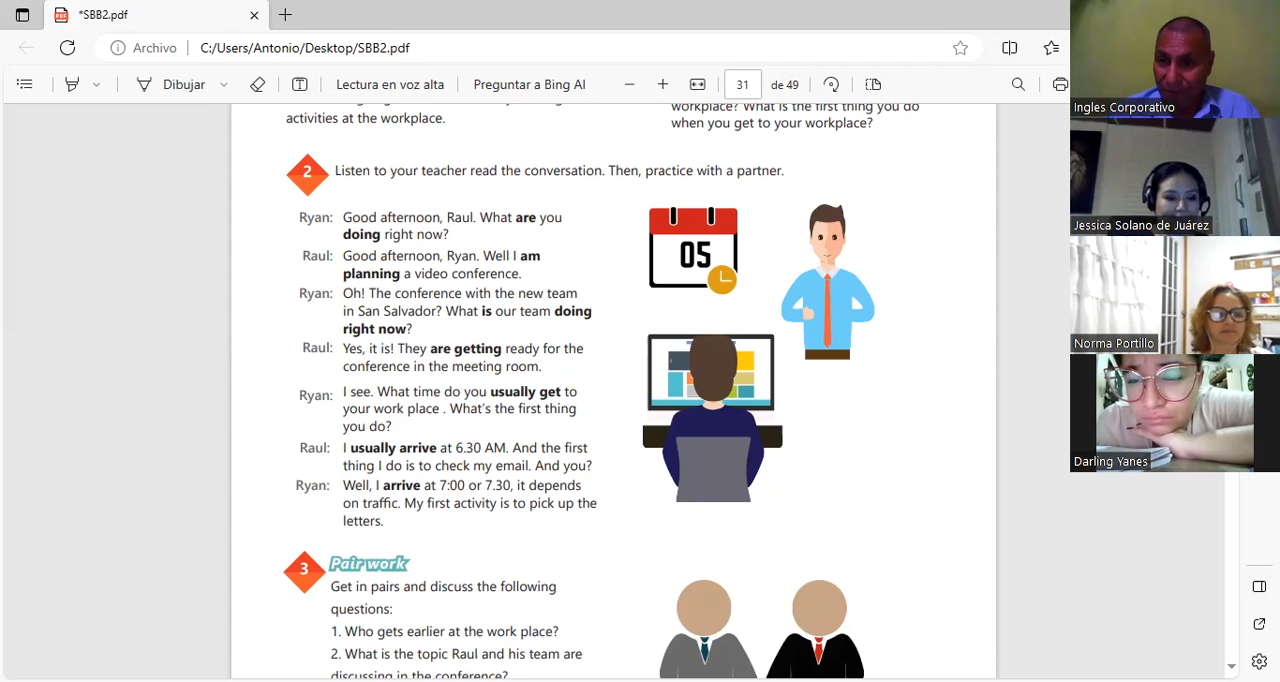 *SBB2.pdf
Archivo
C:/Users/Antonio/Desktop/SBB2.pdf
Dibujar
Lectura en voz alta
Preguntar a Bing AI
31
de 49
activities at the workplace.
workplace? What is the first thing you do
when you get to your workplace?
2
Listen to your teacher read the conversation. Then, practice with a partner.
Ryan: Good afternoon, Raul. What are you
doing right now?
Raul: Good afternoon, Ryan. Well I am
planning a video conference.
Ryan: Oh! The conference with the new team
in San Salvador? What is our team doing
right now?
Raul: Yes, it is! They are getting ready for the
conference in the meeting room.
Ryan: I see. What time do you usually get to
your work place . What's the first thing
you do?
Raul: I usually arrive at 6.30 AM. And the first
thing I do is to check my email. And you?
Ryan: Well, I arrive at 7:00 or 7.30, it depends
on traffic. My first activity is to pick up the
letters.
05
3
Pair work
Get in pairs and discuss the following
questions:
1. Who gets earlier at the work place?
2. What is the topic Raul and his team are
discussing in the conference?
Ingles Corporativo
Jessica Solano de Juárez
Norma Portillo
Darling Yanes